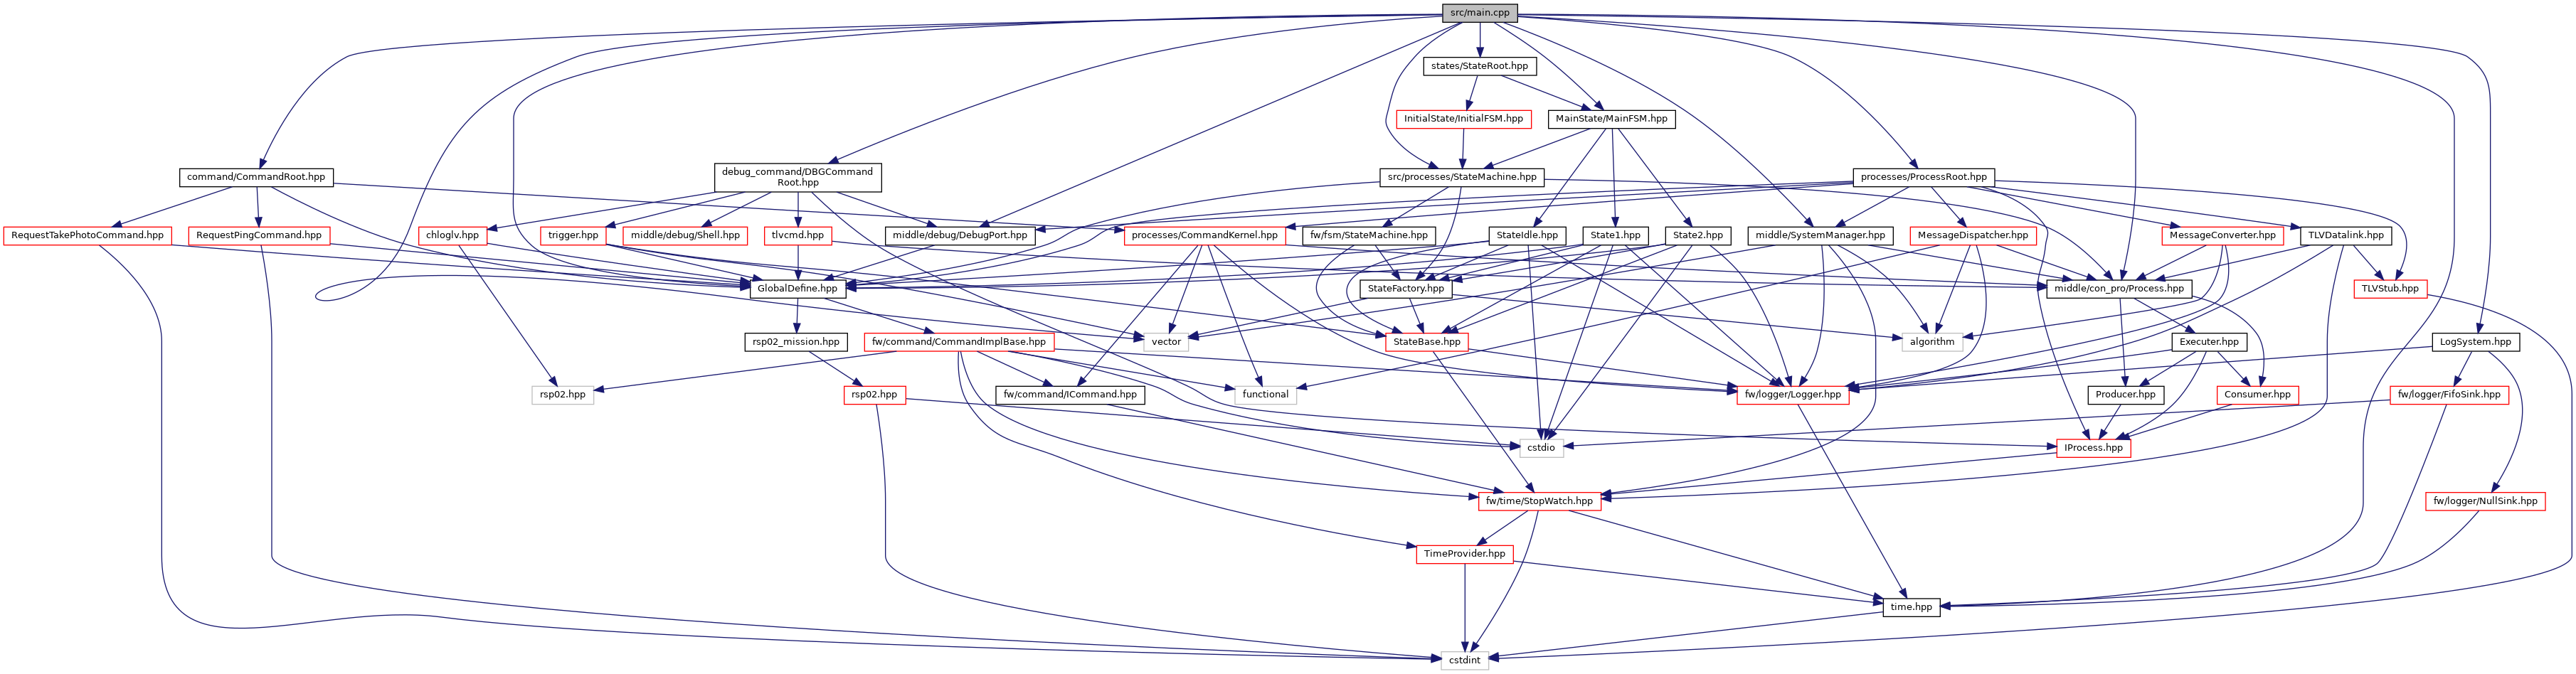 src/main.cpp
states/StateRoot.hpp
InitialState/InitialFSM.hpp
MainState/MainFSM.hpp
command/CommandRoot.hpp
debug_command/DBGCommand
Root.hpp
src/processes/StateMachine.hpp
processes/ProcessRoot.hpp
RequestTakePhotoCommand.hpp
RequestPingCommand.hpp
chloglv.hpp
trigger.hpp
middle/debug/Shell.hpp
tlvcmd.hpp
middle/debug/DebugPort.hpp
processes/CommandKernel.hpp
fw/fsm/StateMachine.hpp
StateIdle.hpp
State1.hpp
State2.hpp
middle/SystemManager.hpp
MessageDispatcher.hpp
MessageConverter.hpp
TLVDatalink.hpp
GlobalDefine.hpp
StateFactory.hpp
middle/con_pro/Process.hpp
TLVStub.hpp
rsp02_mission.hpp
fw/command/CommandImplBase.hpp
vector
StateBase.hpp
algorithm
Executer.hpp
LogSystem.hpp
rsp02.hpp
rsp02.hpp
fw/command/ICommand.hpp
functional
fw/logger/Logger.hpp
Producer.hpp
Consumer.hpp
fw/logger/FifoSink.hpp
cstdio
IProcess.hpp
fw/time/StopWatch.hpp
fw/logger/NullSink.hpp
TimeProvider.hpp
time.hpp
cstdint